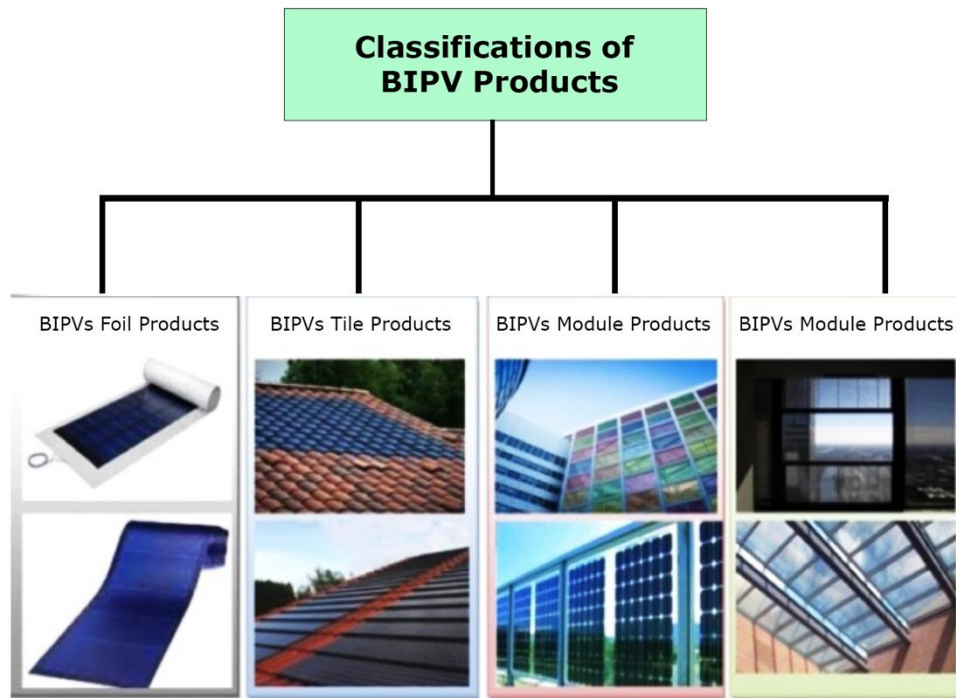 Classifications of
BIPV Products
BIPVs Foil Products
BIPVs Tile Products
BIPVs Module Products
BIPVs Module Products